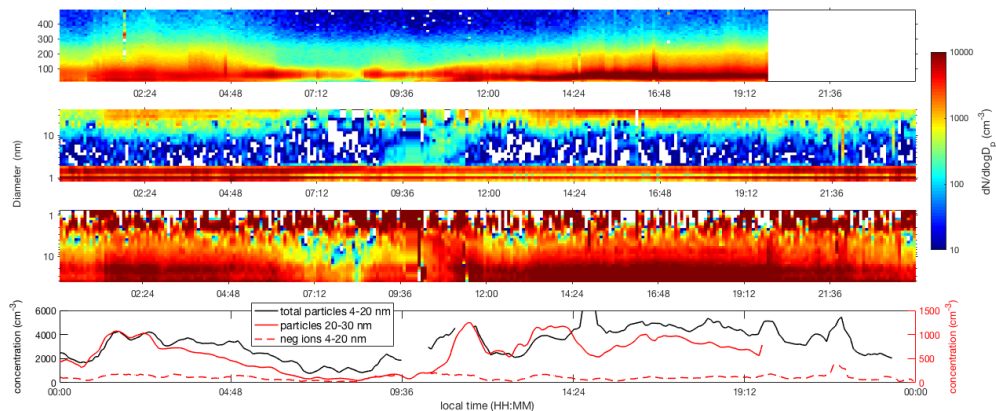 500
400
300
200
100
02:24 04:48 07:12 09:36 12:00 14:24 16:48 19:12 21:36
10000
1000
100
10
dN/dlogDp (cm-3)
Diameter (nm)
10
1
02:24 04:48 07:12 09:36 12:00 14:24 16:48 19:12 21:36
1
10
02:24 04:48 07:12 09:36 12:00 14:24 16:48 19:12 21:36
concentration (cm-3)
6000
4000
2000
0
total particles 4-20 nm
particles 20-30 nm
neg ions 4-20 nm
1500
1000
500
0
concentration (cm-3)
00:00 04:48 09:36 14:24 19:12 00:00
local time (HH:MM)